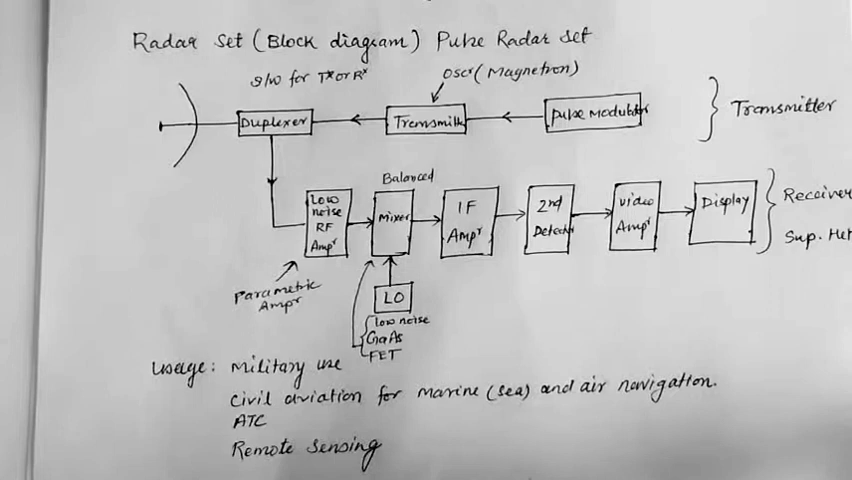 Radar Set (Block diagram) Pulse Radar Set
S/W for Tx or Rx
Oscr (Magnetron)
Duplexer
Transmitt
Pulse Modulator
Transmitter
Balanced
Low
noise
RF
Ampr
Mixer
IF
Ampr
2nd
Detector
Video
Ampr
Display
Receiver
Sup. Het
Parametric
Ampr
LO
low noise
GaAs
FET
Usage: Military use
Civil aviation for marine (sea) and air navigation.
ATC
Remote Sensing